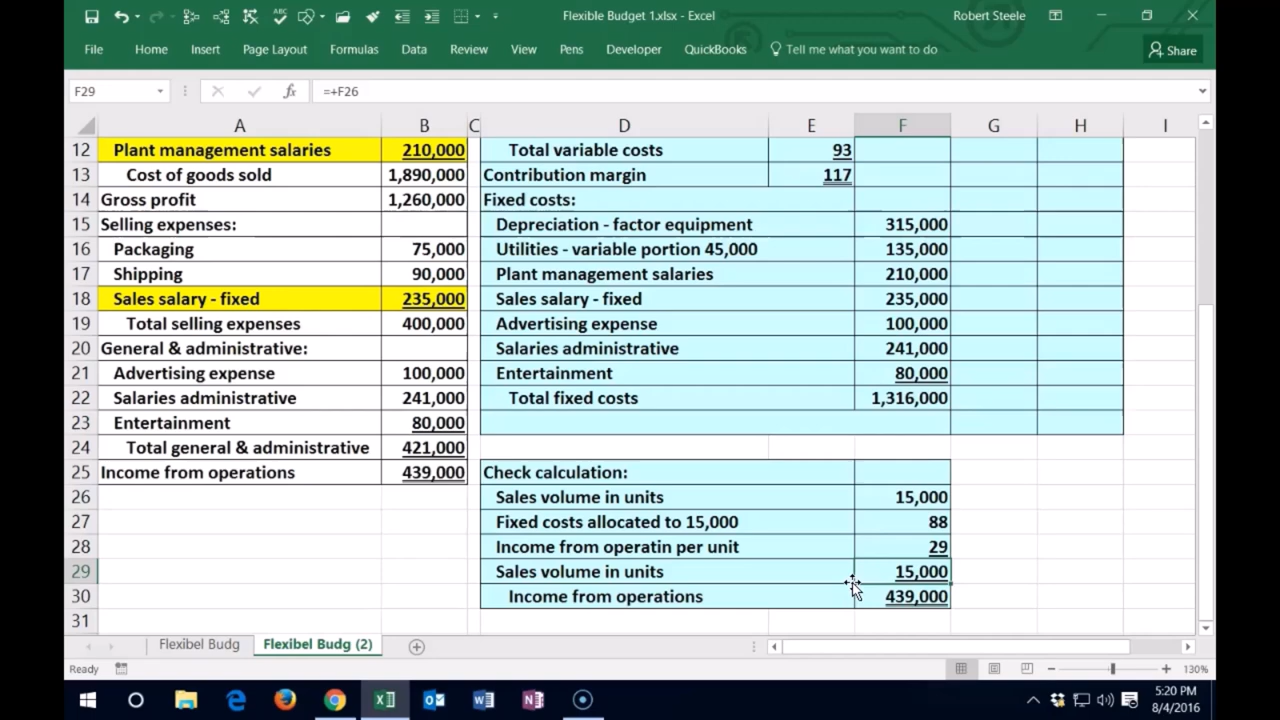 Flexible Budget 1.xlsx - Excel
Robert Steele
File Home Insert Page Layout Formulas Data Review View Pens Developer QuickBooks Tell me what you want to do Share
F29 fx =+F26
A B C D E F G H I
12 Plant management salaries 210,000 Total variable costs 93
13 Cost of goods sold 1,890,000 Contribution margin 117
14 Gross profit 1,260,000 Fixed costs:
15 Selling expenses: Depreciation - factor equipment 315,000
16 Packaging 75,000 Utilities - variable portion 45,000 135,000
17 Shipping 90,000 Plant management salaries 210,000
18 Sales salary - fixed 235,000 Sales salary - fixed 235,000
19 Total selling expenses 400,000 Advertising expense 100,000
20 General & administrative: Salaries administrative 241,000
21 Advertising expense 100,000 Entertainment 80,000
22 Salaries administrative 241,000 Total fixed costs 1,316,000
23 Entertainment 80,000
24 Total general & administrative 421,000
25 Income from operations 439,000 Check calculation:
26 Sales volume in units 15,000
27 Fixed costs allocated to 15,000 88
28 Income from operatin per unit 29
29 Sales volume in units 15,000
30 Income from operations 439,000
31
Flexibel Budg Flexibel Budg (2)
Ready 130%
5:20 PM
8/4/2016